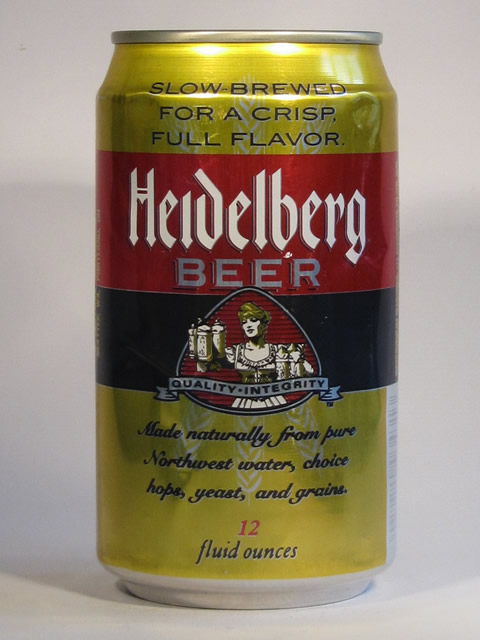 SLOW-BREWED
FOR A CRISP,
FULL FLAVOR.
Heidelberg
BEER
QUALITY·INTEGRITY
TM
Made naturally from pure
Northwest water, choice
hops, yeast, and grains.
12
fluid ounces